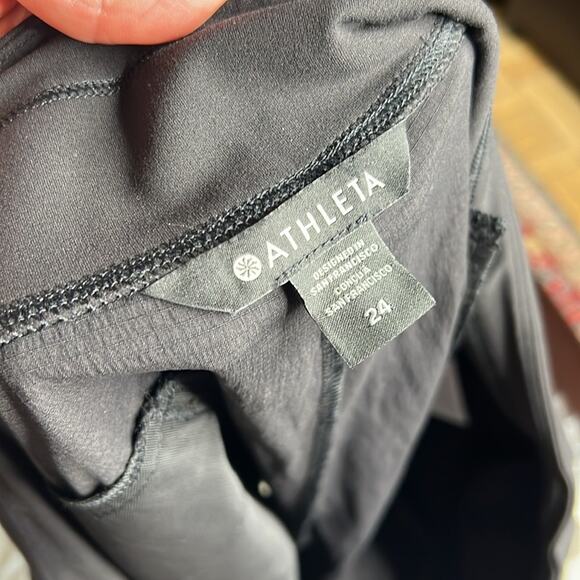 ATHLETA
DESIGNED IN
SAN FRANCISCO
CONÇU À
SAN FRANCISCO
24